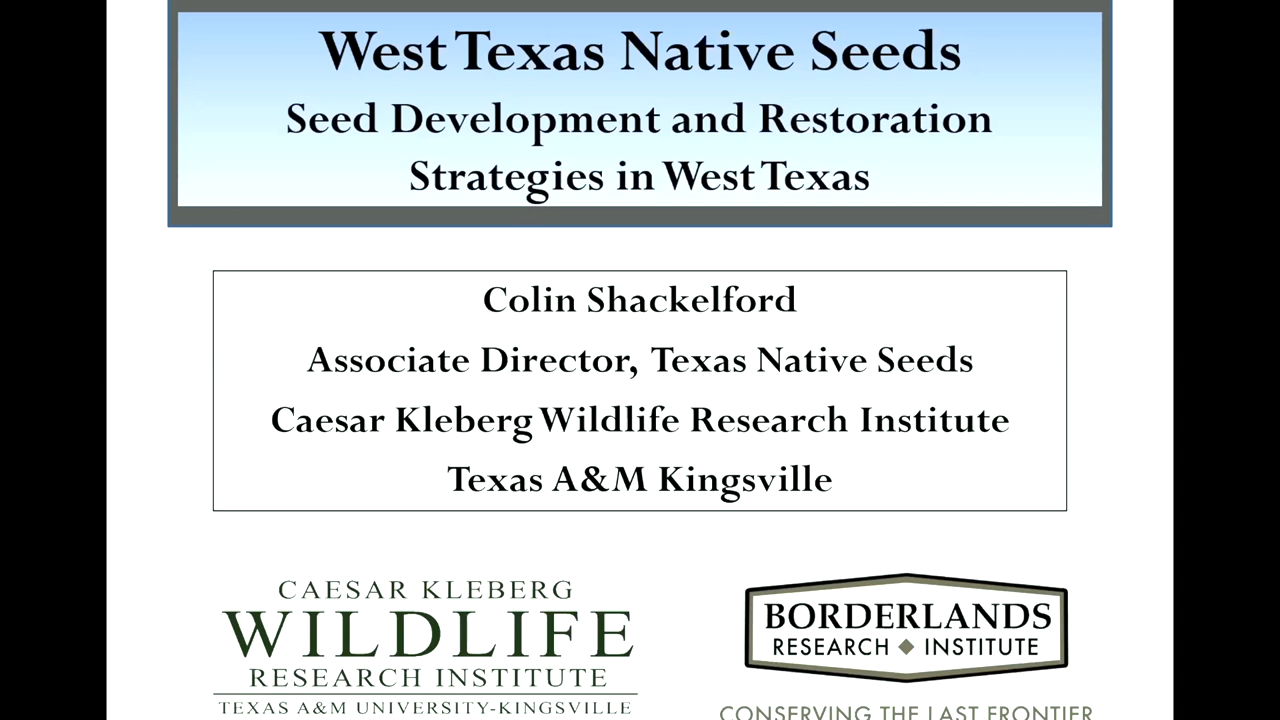 West Texas Native Seeds
Seed Development and Restoration
Strategies in West Texas
Colin Shackelford
Associate Director, Texas Native Seeds
Caesar Kleberg Wildlife Research Institute
Texas A&M Kingsville
CAESAR KLEBERG
WILDLIFE
RESEARCH INSTITUTE
TEXAS A&M UNIVERSITY-KINGSVILLE
BORDERLANDS
RESEARCH ◆ INSTITUTE
CONSERVING THE LAST FRONTIER